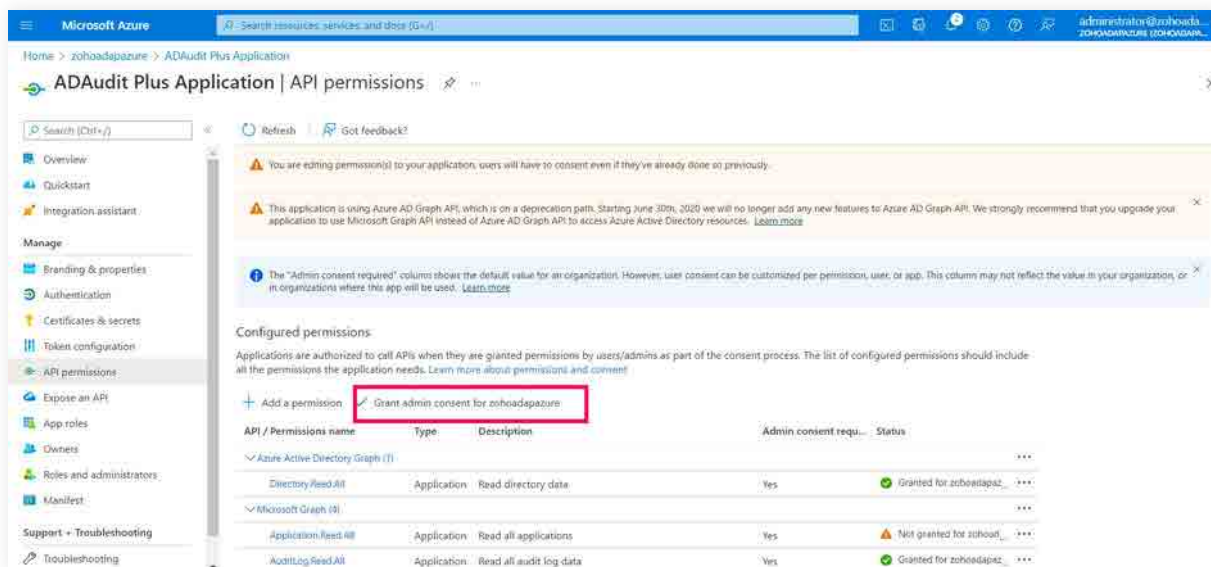 Microsoft Azure
Search resources, services, and docs (G+/)
administrator@zohoada...
ZOHOADAPAZURE (ZOHOADAPA...
Home > zohoadapazure > ADAudit Plus Application
ADAudit Plus Application | API permissions
Search (Ctrl+/)
Refresh
Got feedback?
Overview
Quickstart
Integration assistant
Manage
Branding & properties
Authentication
Certificates & secrets
Token configuration
API permissions
Expose an API
App roles
Owners
Roles and administrators
Manifest
Support + Troubleshooting
Troubleshooting
You are editing permission(s) to your application, users will have to consent even if they've already done so previously.
This application is using Azure AD Graph API, which is on a deprecation path. Starting June 30th, 2020 we will no longer add any new features to Azure AD Graph API. We strongly recommend that you upgrade your
application to use Microsoft Graph API instead of Azure AD Graph API to access Azure Active Directory resources. Learn more
The "Admin consent required" column shows the default value for an organization. However, user consent can be customized per permission, user, or app. This column may not reflect the value in your organization, or
in organizations where this app will be used. Learn more
Configured permissions
Applications are authorized to call APIs when they are granted permissions by users/admins as part of the consent process. The list of configured permissions should include
all the permissions the application needs. Learn more about permissions and consent
+ Add a permission ✓ Grant admin consent for zohoadapazure
API / Permissions name Type Description Admin consent requ... Status
Azure Active Directory Graph (1) ...
Directory.Read.All Application Read directory data Yes Granted for zohoadapaz... ...
Microsoft Graph (4) ...
Application.Read.All Application Read all applications Yes Not granted for zohoad... ...
AuditLog.Read.All Application Read all audit log data Yes Granted for zohoadapaz... ...